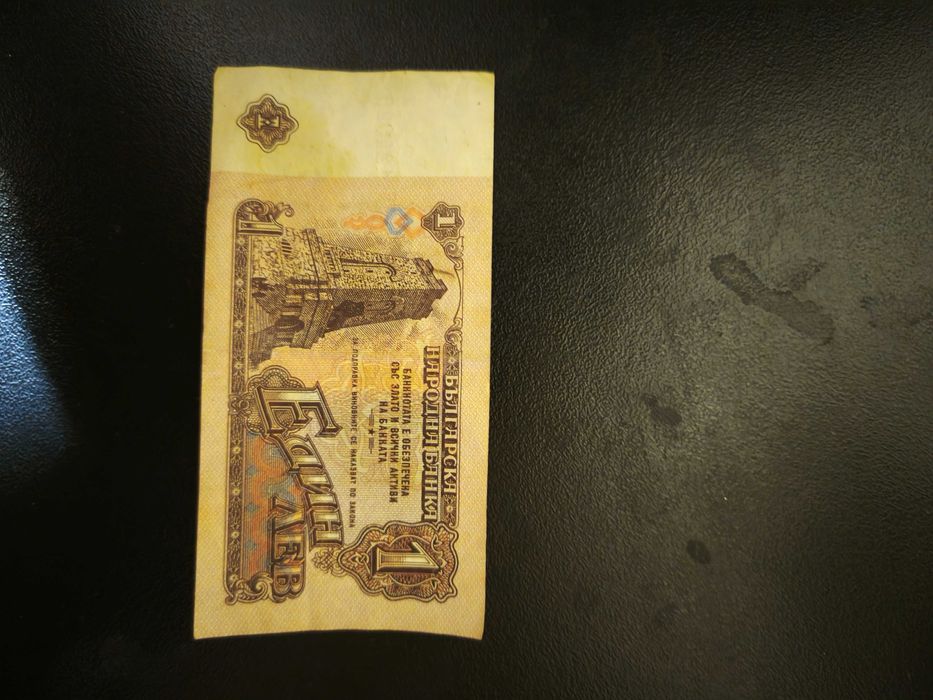 БЪЛГАРСКА
НАРОДНА БАНКА
БАНКНОТАТА Е ОБЕЗПЕЧЕНА
СЪС ЗЛАТО И ВСИЧКИ АКТИВИ
НА БАНКАТА
ЗА ПОДПРАВКА ВИНОВНИТЕ СЕ НАКАЗВАТ ПО ЗАКОНА
1
1
1
ЕДИН
ЛЕВ